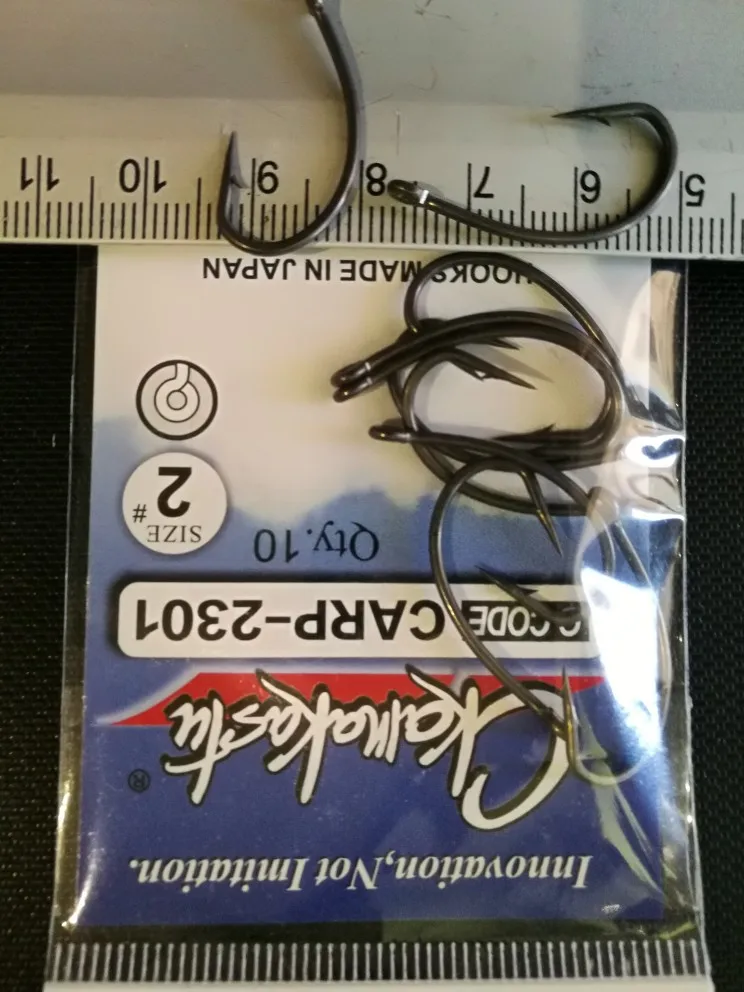 Innovation,Not Imitation.
®
CODE CARP-2301
Qty.10
SIZE
# 2
HOOKS MADE IN JAPAN
5 6 7 8 9 10 11